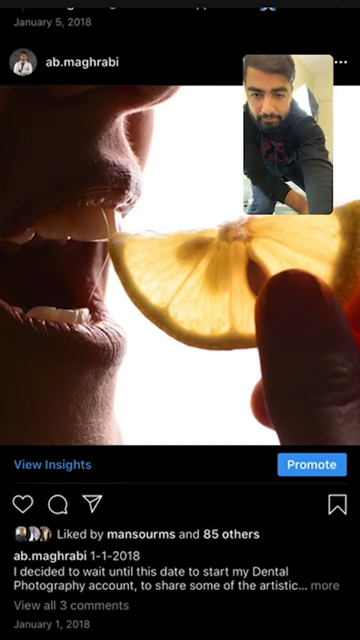 January 5, 2018
ab.maghrabi
View Insights
Promote
Liked by mansourms and 85 others
ab.maghrabi 1-1-2018
I decided to wait until this date to start my Dental
Photography account, to share some of the artistic... more
View all 3 comments
January 1, 2018